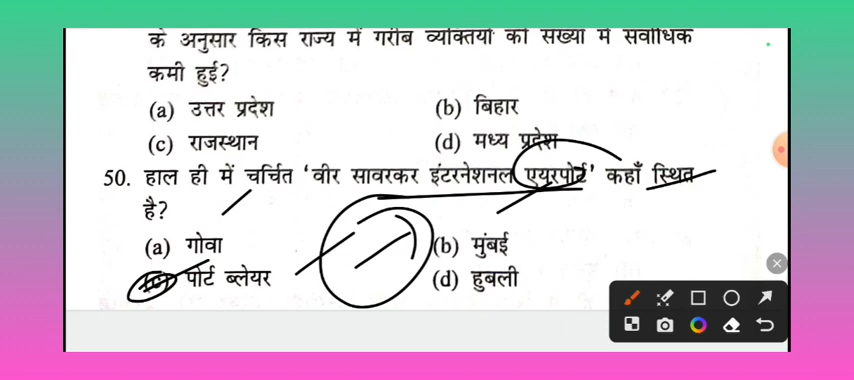 के अनुसार किस राज्य में गरीब व्यक्तियों की संख्या में सर्वाधिक
कमी हुई?
(a) उत्तर प्रदेश (b) बिहार
(c) राजस्थान (d) मध्य प्रदेश
50. हाल ही में चर्चित ‘वीर सावरकर इंटरनेशनल एयरपोर्ट’ कहाँ स्थित
है?
(a) गोवा (b) मुंबई
(c) पोर्ट ब्लेयर (d) हुबली